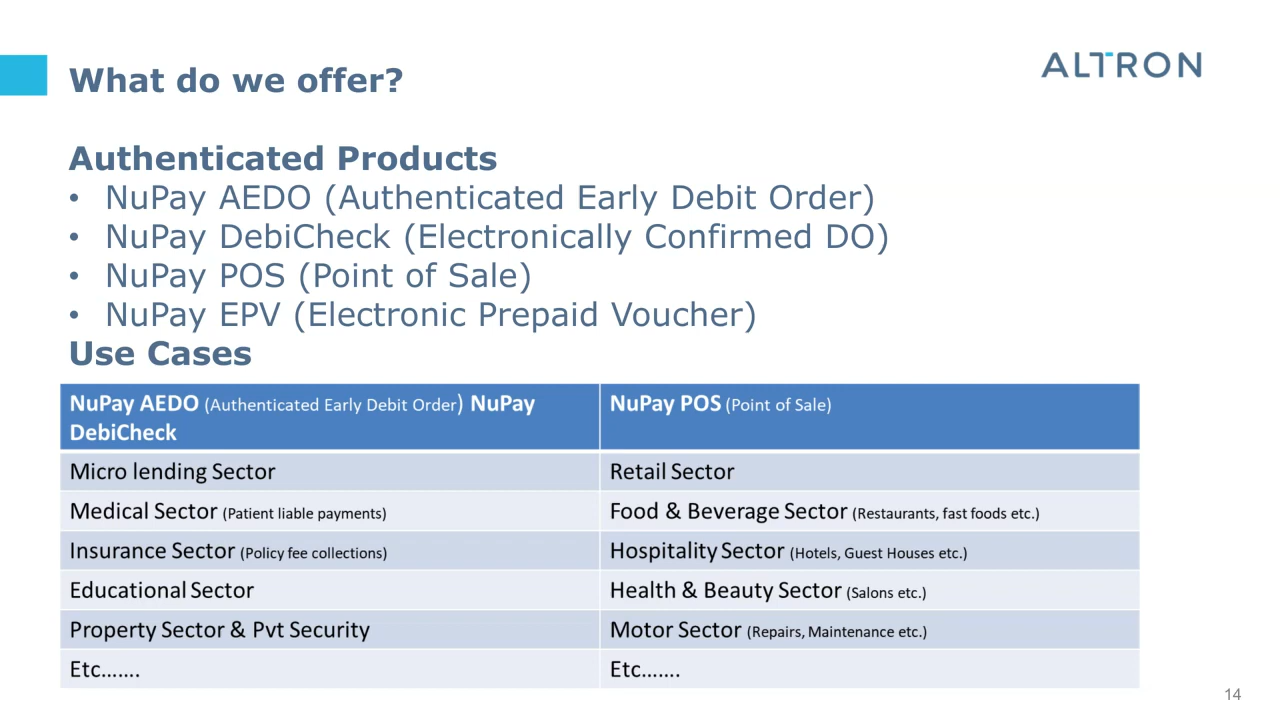 What do we offer?
ALTRON
Authenticated Products
• NuPay AEDO (Authenticated Early Debit Order)
• NuPay DebiCheck (Electronically Confirmed DO)
• NuPay POS (Point of Sale)
• NuPay EPV (Electronic Prepaid Voucher)
Use Cases
NuPay AEDO (Authenticated Early Debit Order) NuPay
DebiCheck
NuPay POS (Point of Sale)
Micro lending Sector
Retail Sector
Medical Sector (Patient liable payments)
Food & Beverage Sector (Restaurants, fast foods etc.)
Insurance Sector (Policy fee collections)
Hospitality Sector (Hotels, Guest Houses etc.)
Educational Sector
Health & Beauty Sector (Salons etc.)
Property Sector & Pvt Security
Motor Sector (Repairs, Maintenance etc.)
Etc…….
Etc…….
14